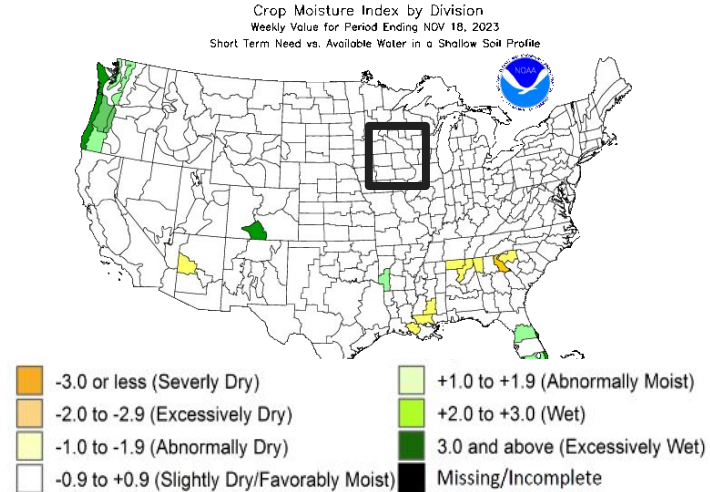 Crop Moisture Index by Division
Weekly Value for Period Ending NOV 18, 2023
Short Term Need vs. Available Water in a Shallow Soil Profile
NOAA
-3.0 or less (Severly Dry)
-2.0 to -2.9 (Excessively Dry)
-1.0 to -1.9 (Abnormally Dry)
-0.9 to +0.9 (Slightly Dry/Favorably Moist)
+1.0 to +1.9 (Abnormally Moist)
+2.0 to +3.0 (Wet)
3.0 and above (Excessively Wet)
Missing/Incomplete